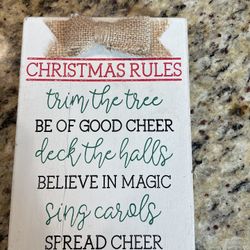 CHRISTMAS RULES
trim the tree
BE OF GOOD CHEER
deck the halls
BELIEVE IN MAGIC
sing carols
SPREAD CHEER